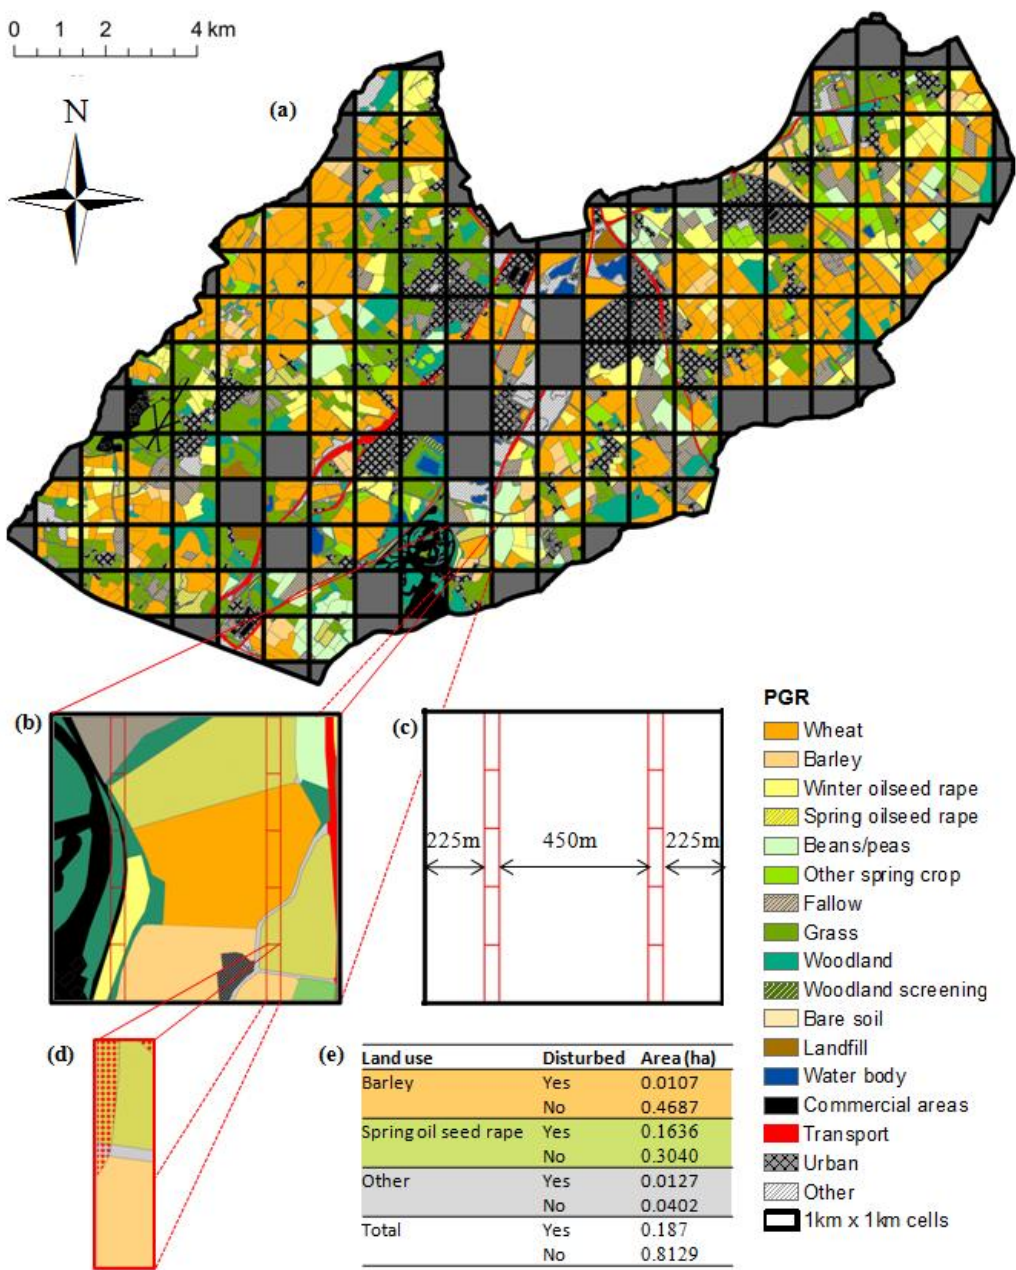 0 1 2 4 km
(a)
N
(b)
(c)
225m 450m 225m
PGR
Wheat
Barley
Winter oilseed rape
Spring oilseed rape
Beans/peas
Other spring crop
Fallow
Grass
Woodland
Woodland screening
Bare soil
Landfill
Water body
Commercial areas
Transport
Urban
Other
1km x 1km cells
(d)
(e)
Land use Disturbed Area (ha)
Barley Yes 0.0107
No 0.4687
Spring oil seed rape Yes 0.1636
No 0.3040
Other Yes 0.0127
No 0.0402
Total Yes 0.187
No 0.8129